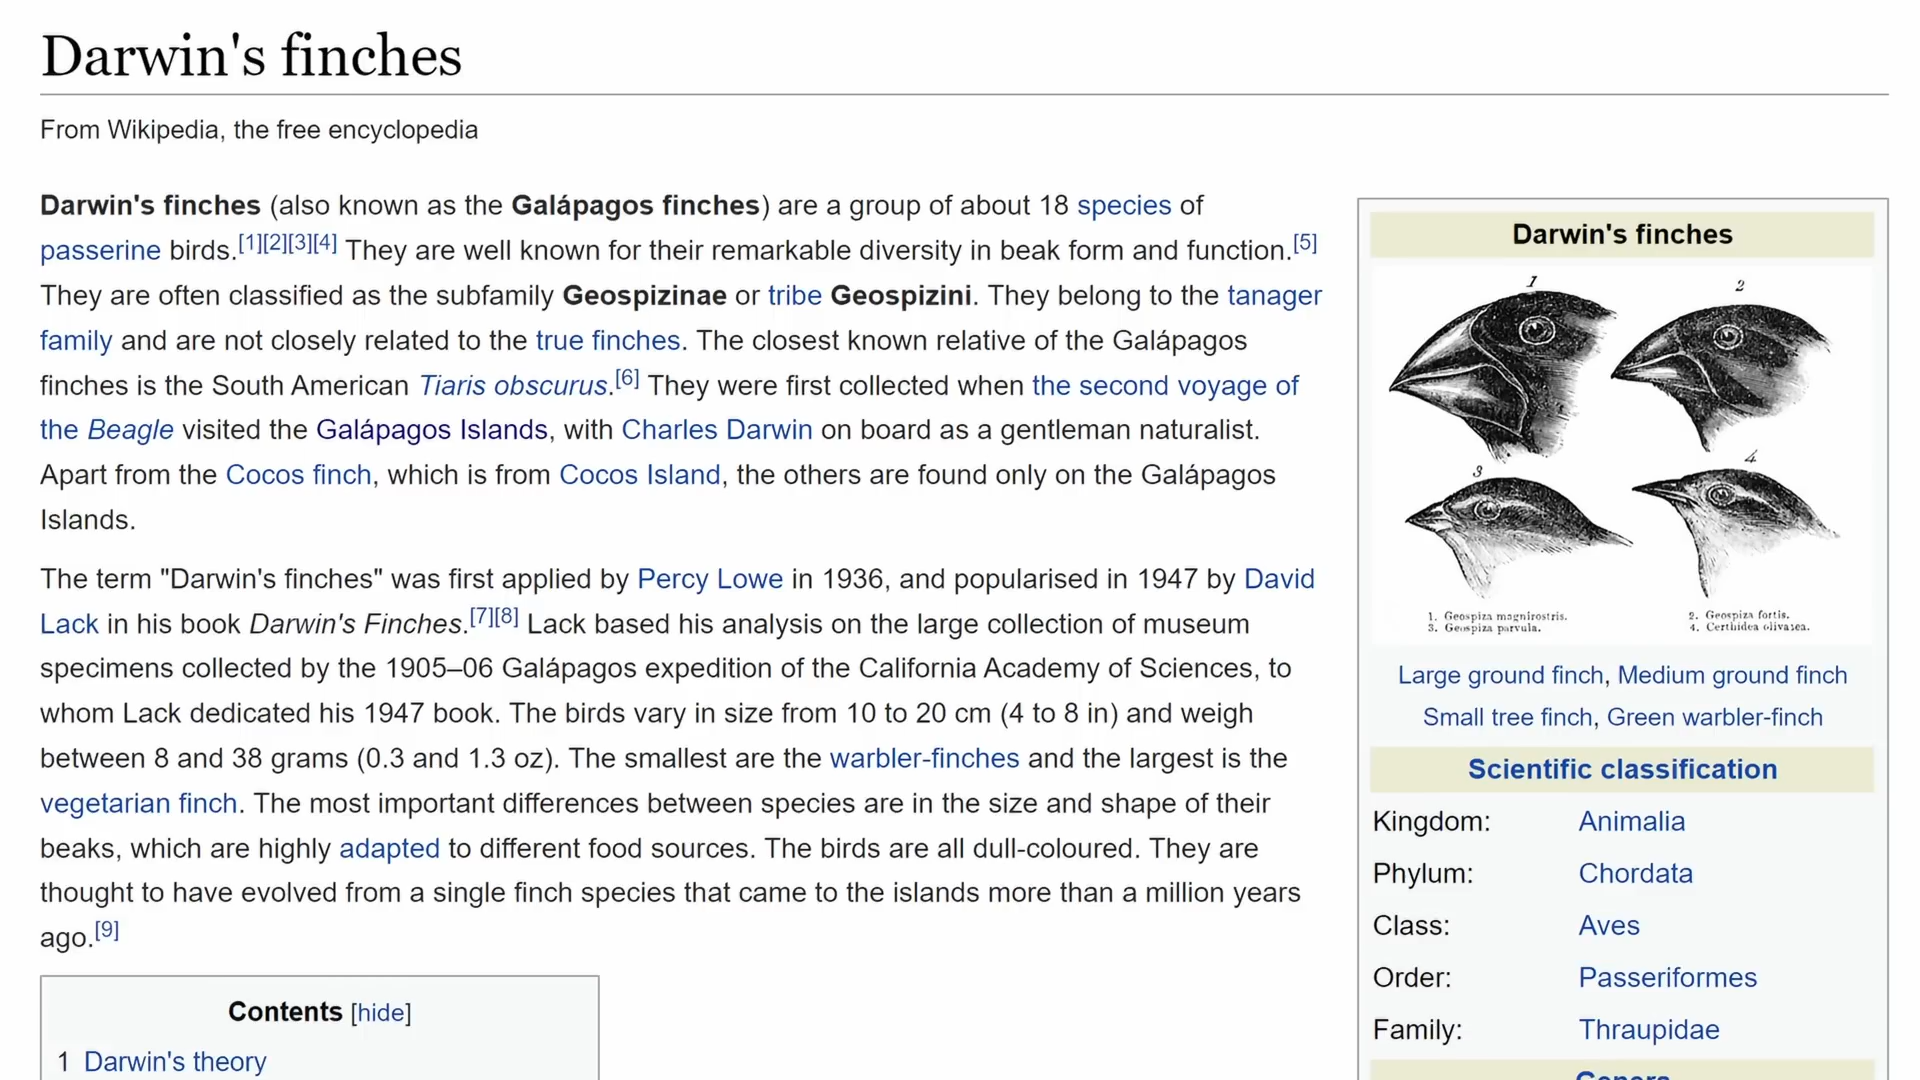 Darwin's finches
From Wikipedia, the free encyclopedia
Darwin's finches (also known as the Galápagos finches) are a group of about 18 species of
passerine birds.[1][2][3][4] They are well known for their remarkable diversity in beak form and function.[5]
They are often classified as the subfamily Geospizinae or tribe Geospizini. They belong to the tanager
family and are not closely related to the true finches. The closest known relative of the Galápagos
finches is the South American Tiaris obscurus.[6] They were first collected when the second voyage of
the Beagle visited the Galápagos Islands, with Charles Darwin on board as a gentleman naturalist.
Apart from the Cocos finch, which is from Cocos Island, the others are found only on the Galápagos
Islands.
The term "Darwin's finches" was first applied by Percy Lowe in 1936, and popularised in 1947 by David
Lack in his book Darwin's Finches.[7][8] Lack based his analysis on the large collection of museum
specimens collected by the 1905–06 Galápagos expedition of the California Academy of Sciences, to
whom Lack dedicated his 1947 book. The birds vary in size from 10 to 20 cm (4 to 8 in) and weigh
between 8 and 38 grams (0.3 and 1.3 oz). The smallest are the warbler-finches and the largest is the
vegetarian finch. The most important differences between species are in the size and shape of their
beaks, which are highly adapted to different food sources. The birds are all dull-coloured. They are
thought to have evolved from a single finch species that came to the islands more than a million years
ago.[9]
Contents [hide]
1 Darwin's theory
Darwin's finches
1 2
3 4
1. Geospiza magnirostris. 2. Geospiza fortis.
3. Geospiza parvula. 4. Certhidea olivasea.
Large ground finch, Medium ground finch
Small tree finch, Green warbler-finch
Scientific classification
Kingdom: Animalia
Phylum: Chordata
Class: Aves
Order: Passeriformes
Family: Thraupidae
Genera